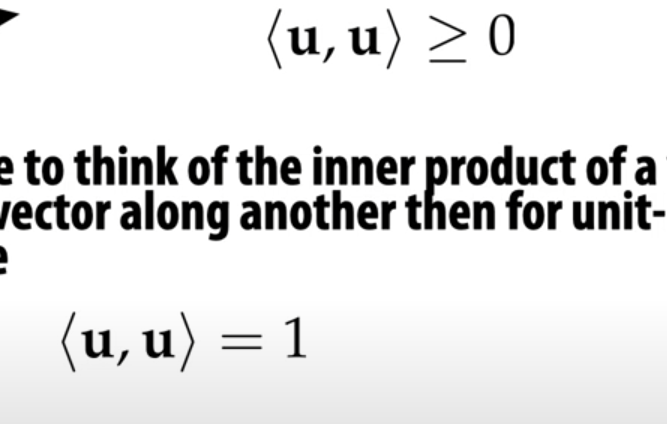 ⟨u, u⟩ ≥ 0
e to think of the inner product of a
vector along another then for unit-
e
⟨u, u⟩ = 1